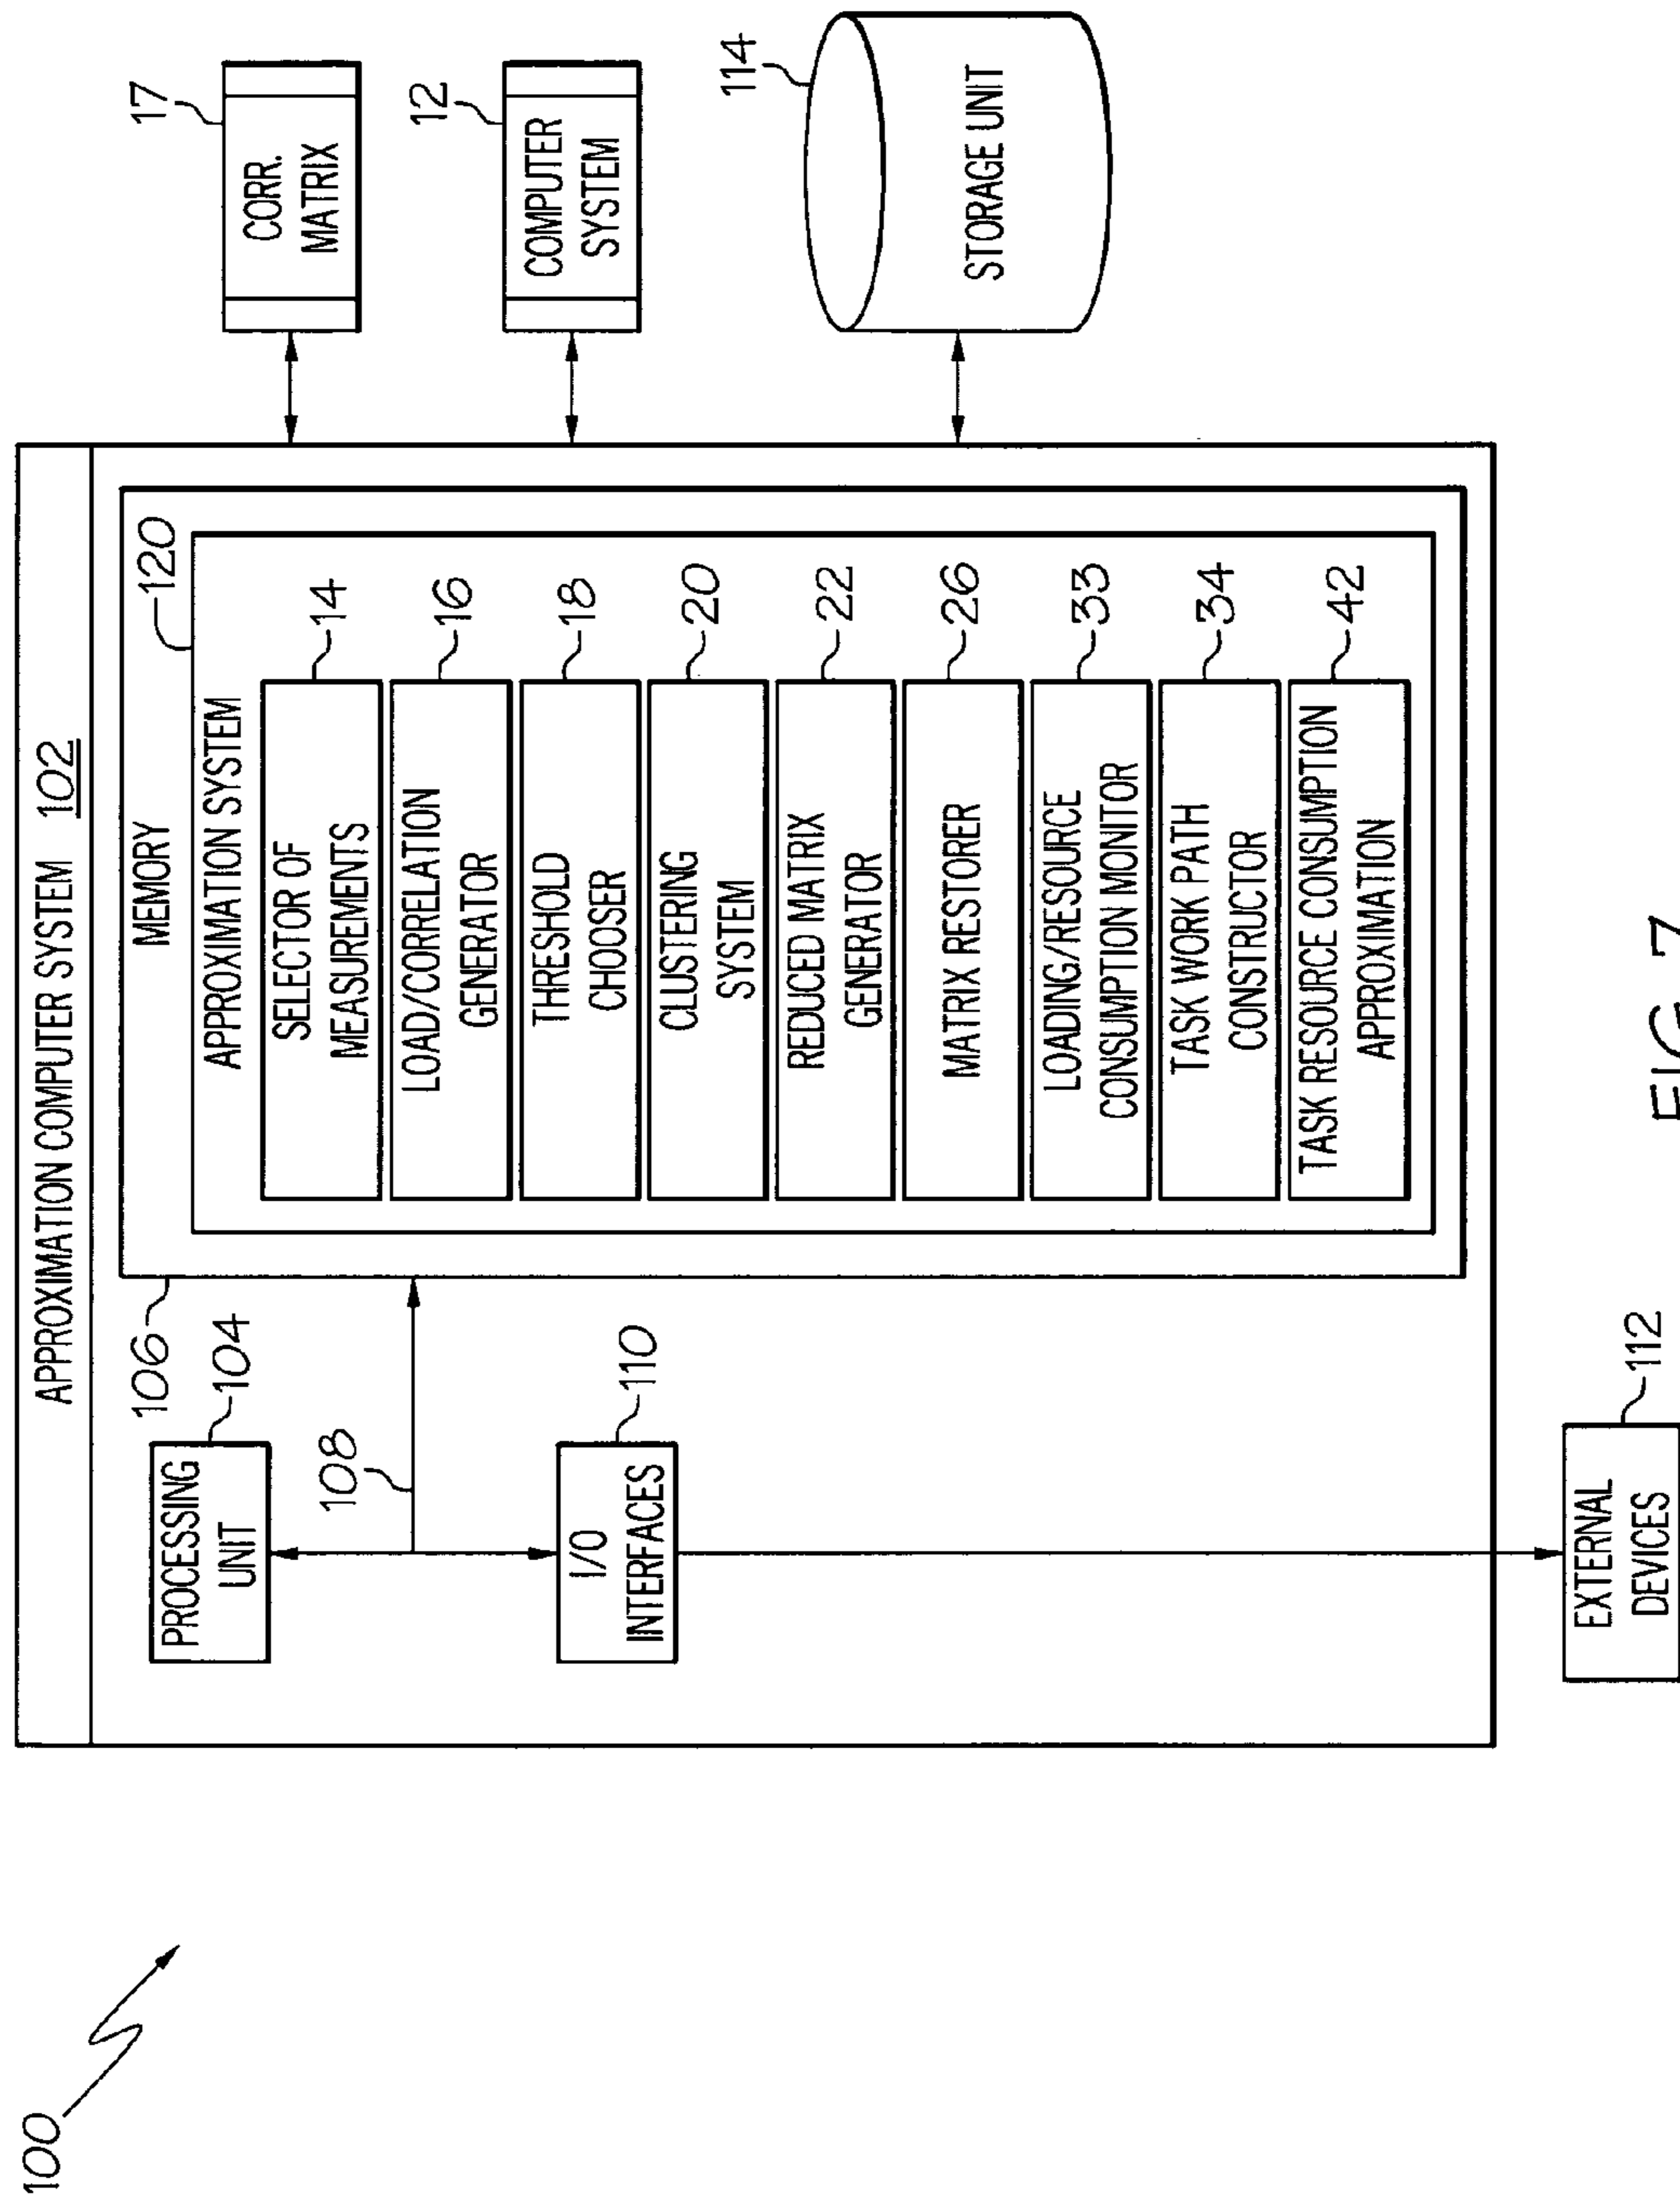 100
APPROXIMATION COMPUTER SYSTEM 102
PROCESSING
UNIT
104
106
108
I/O
INTERFACES
110
MEMORY
120
APPROXIMATION SYSTEM
SELECTOR OF
MEASUREMENTS
14
LOAD/CORRELATION
GENERATOR
16
THRESHOLD
CHOOSER
18
CLUSTERING
SYSTEM
20
REDUCED MATRIX
GENERATOR
22
MATRIX RESTORER
26
LOADING/RESOURCE
CONSUMPTION MONITOR
33
TASK WORK PATH
CONSTRUCTOR
34
TASK RESOURCE CONSUMPTION
APPROXIMATION
42
17
CORR.
MATRIX
12
COMPUTER
SYSTEM
114
STORAGE UNIT
EXTERNAL
DEVICES
112
FIG 7